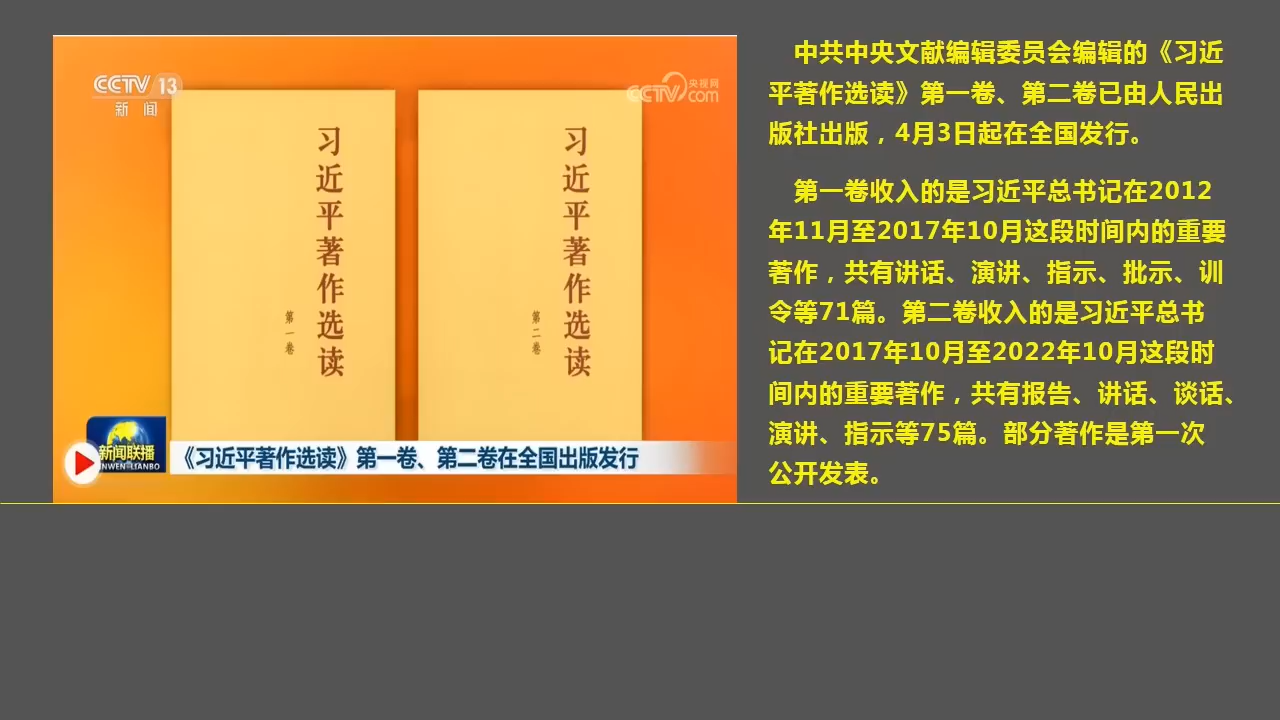 CCTV 13
新闻
央视网
CCTV.com
习近平著作选读
第一卷
习近平著作选读
第二卷
新闻联播
INWEN LIANBO
《习近平著作选读》第一卷、第二卷在全国出版发行
中共中央文献编辑委员会编辑的《习近
平著作选读》第一卷、第二卷已由人民出
版社出版，4月3日起在全国发行。
第一卷收入的是习近平总书记在2012
年11月至2017年10月这段时间内的重要
著作，共有讲话、演讲、指示、批示、训
令等71篇。第二卷收入的是习近平总书
记在2017年10月至2022年10月这段时
间内的重要著作，共有报告、讲话、谈话、
演讲、指示等75篇。部分著作是第一次
公开发表。